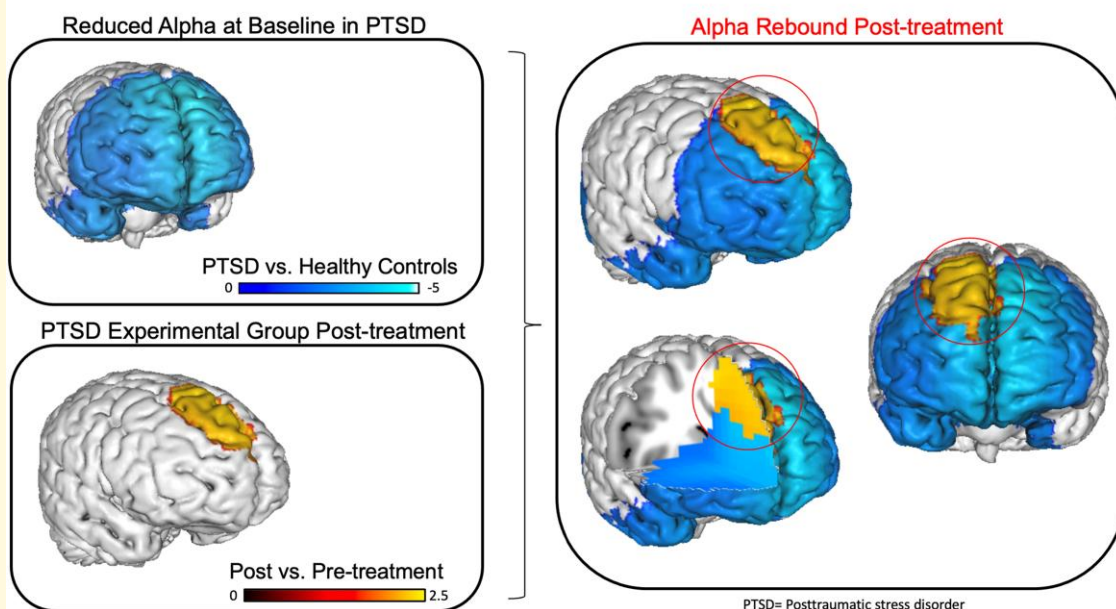 Reduced Alpha at Baseline in PTSD
PTSD vs. Healthy Controls
0 -5
PTSD Experimental Group Post-treatment
Post vs. Pre-treatment
0 2.5
Alpha Rebound Post-treatment
PTSD= Posttraumatic stress disorder